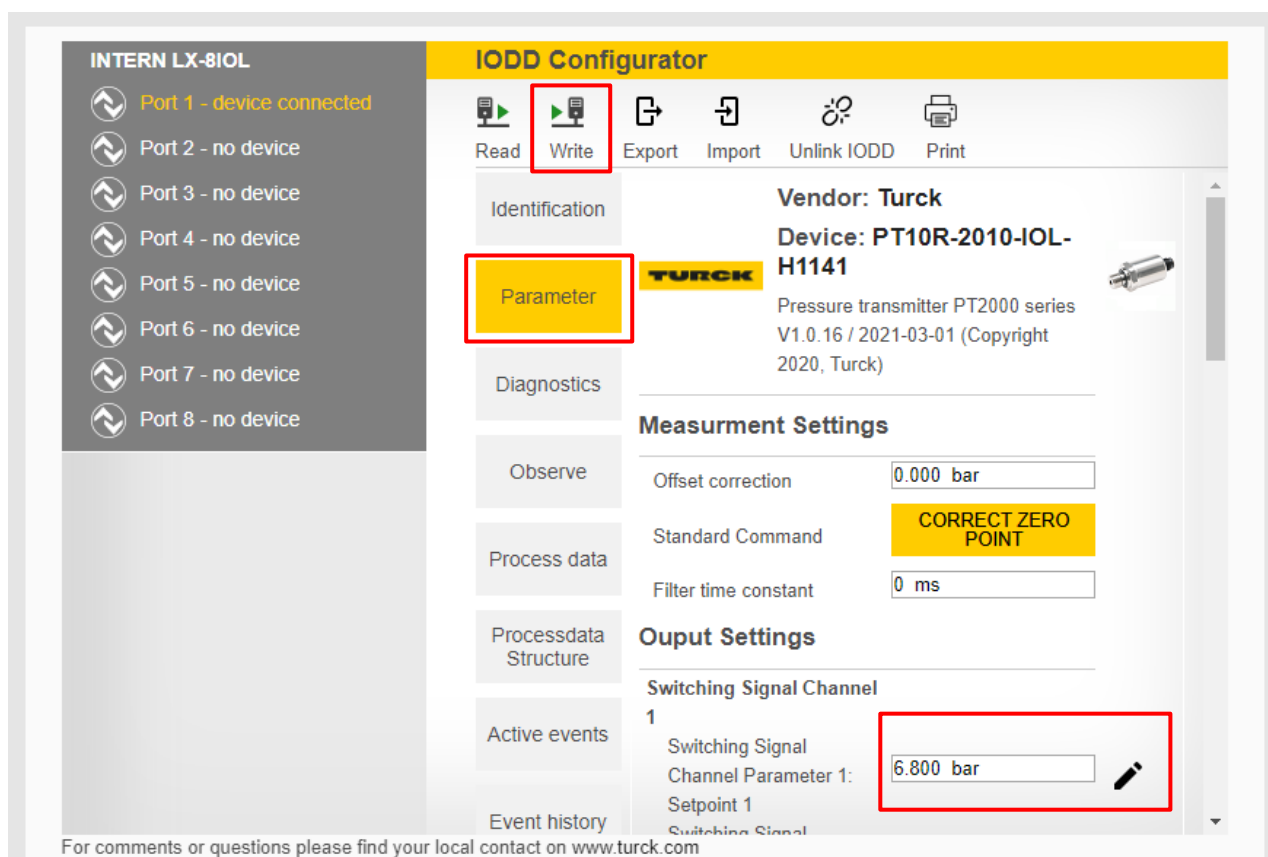 INTERN LX-8IOL
Port 1 - device connected
Port 2 - no device
Port 3 - no device
Port 4 - no device
Port 5 - no device
Port 6 - no device
Port 7 - no device
Port 8 - no device
IODD Configurator
Read Write Export Import Unlink IODD Print
Identification
Parameter
Diagnostics
Observe
Process data
Processdata
Structure
Active events
Event history
TURCK
Vendor: Turck
Device: PT10R-2010-IOL-
H1141
Pressure transmitter PT2000 series
V1.0.16 / 2021-03-01 (Copyright
2020, Turck)
Measurment Settings
Offset correction 0.000 bar
Standard Command CORRECT ZERO
POINT
Filter time constant 0 ms
Ouput Settings
Switching Signal Channel
1
Switching Signal
Channel Parameter 1: 6.800 bar
Setpoint 1
Switching Signal
For comments or questions please find your local contact on www.turck.com